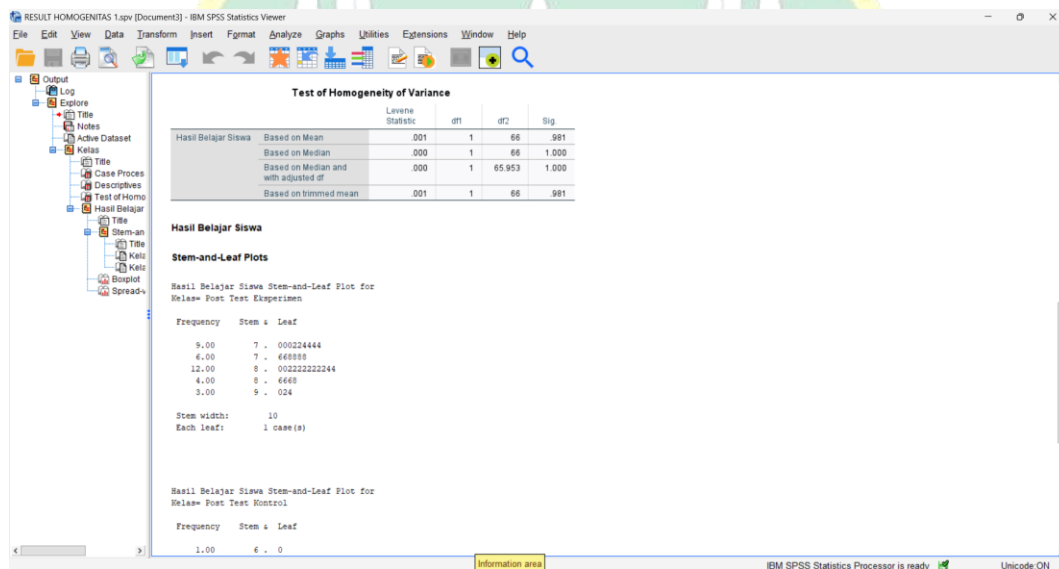 RESULT HOMOGENITAS 1.spv [Document3] - IBM SPSS Statistics Viewer
File Edit View Data Transform Insert Format Analyze Graphs Utilities Extensions Window Help
Output
Log
Explore
Title
Notes
Active Dataset
Kelas
Title
Case Proces
Descriptives
Test of Homo
Hasil Belajar
Title
Stem-an
Title
Kela
Kela
Boxplot
Spread-v
Test of Homogeneity of Variance
Levene Statistic df1 df2 Sig.
Hasil Belajar Siswa Based on Mean .001 1 66 .981
Based on Median .000 1 66 1.000
Based on Median and with adjusted df .000 1 65.953 1.000
Based on trimmed mean .001 1 66 .981
Hasil Belajar Siswa
Stem-and-Leaf Plots
Hasil Belajar Siswa Stem-and-Leaf Plot for
Kelas= Post Test Eksperimen
Frequency Stem & Leaf
9.00 7 . 000224444
6.00 7 . 668888
12.00 8 . 002222222244
4.00 8 . 6668
3.00 9 . 024
Stem width: 10
Each leaf: 1 case(s)
Hasil Belajar Siswa Stem-and-Leaf Plot for
Kelas= Post Test Kontrol
Frequency Stem & Leaf
1.00 6 . 0
Information area
IBM SPSS Statistics Processor is ready
Unicode:ON